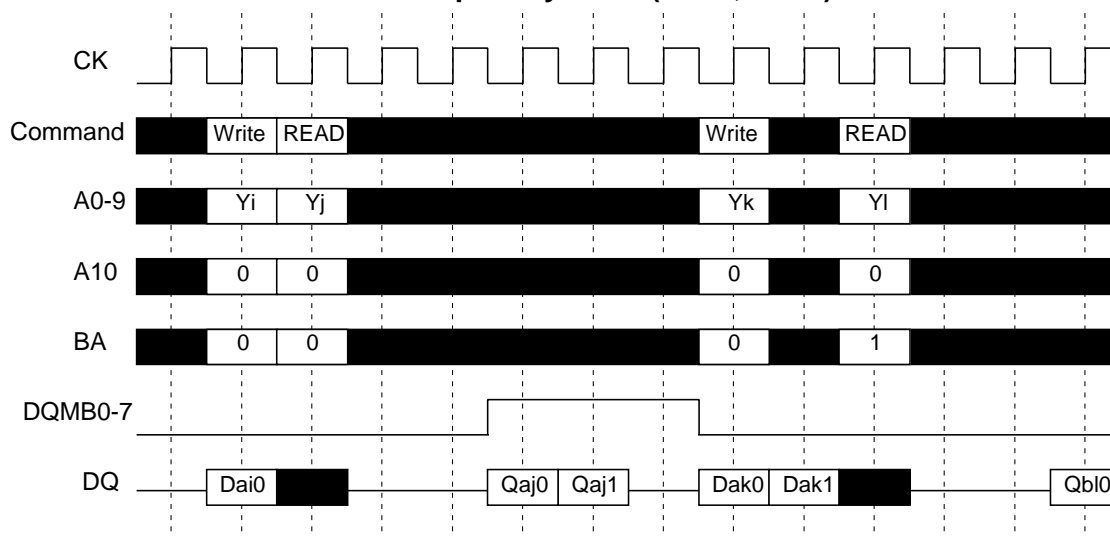 CK
Command Write READ Write READ
A0-9 Yi Yj Yk Yl
A10 0 0 0 0
BA 0 0 0 1
DQMB0-7
DQ Dai0 Qaj0 Qaj1 Dak0 Dak1 Qbl0